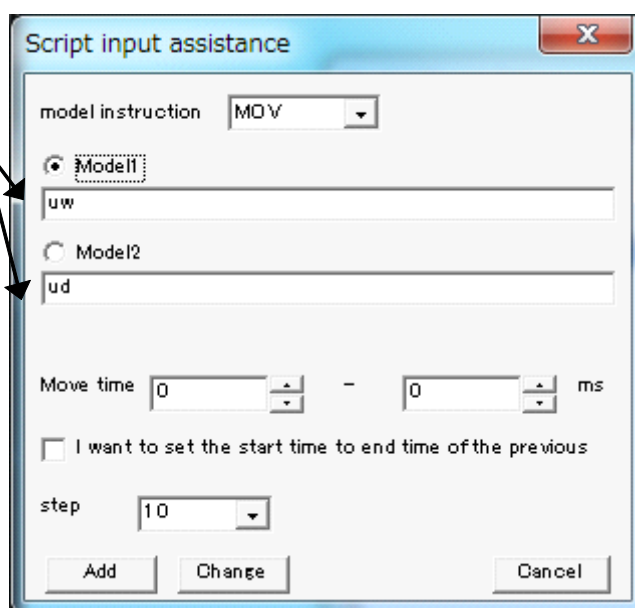 Script input assistance
model instruction MOV
Model1
uw
Model2
ud
Move time 0 - 0 ms
I want to set the start time to end time of the previous
step 10
Add Change Cancel